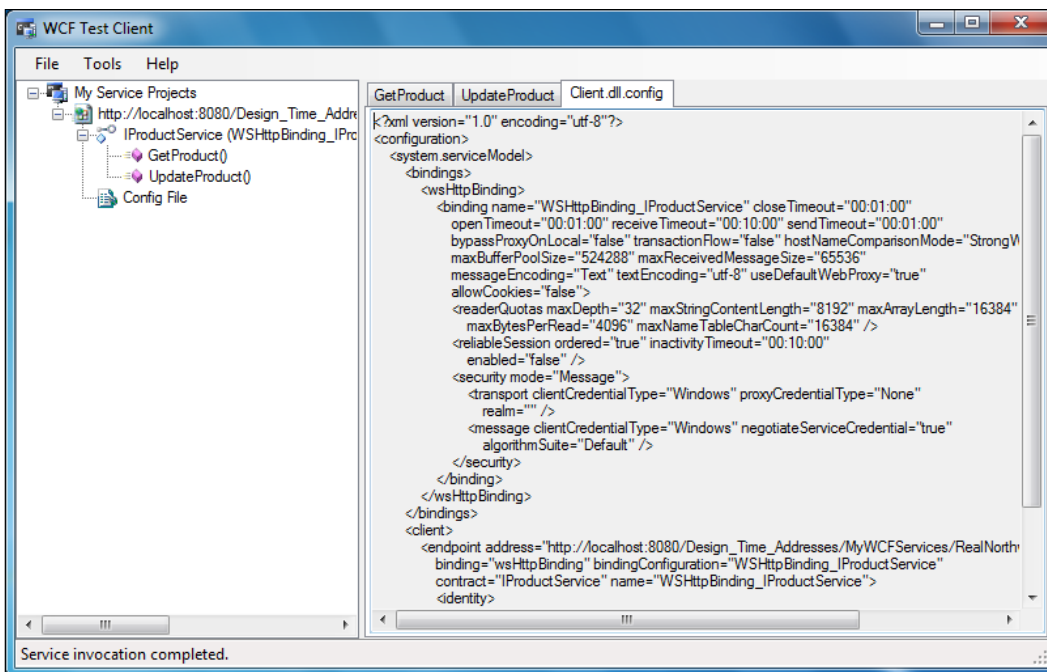 WCF Test Client
File Tools Help
My Service Projects
http://localhost:8080/Design_Time_Addre
IProductService (WSHttpBinding_IPro
GetProduct()
UpdateProduct()
Config File
GetProduct UpdateProduct Client.dll.config
<?xml version="1.0" encoding="utf-8"?>
<configuration>
<system.serviceModel>
<bindings>
<wsHttpBinding>
<binding name="WSHttpBinding_IProductService" closeTimeout="00:01:00"
openTimeout="00:01:00" receiveTimeout="00:10:00" sendTimeout="00:01:00"
bypassProxyOnLocal="false" transactionFlow="false" hostNameComparisonMode="StrongW
maxBufferPoolSize="524288" maxReceivedMessageSize="65536"
messageEncoding="Text" textEncoding="utf-8" useDefaultWebProxy="true"
allowCookies="false">
<readerQuotas maxDepth="32" maxStringContentLength="8192" maxArrayLength="16384"
maxBytesPerRead="4096" maxNameTableCharCount="16384" />
<reliableSession ordered="true" inactivityTimeout="00:10:00"
enabled="false" />
<security mode="Message">
<transport clientCredentialType="Windows" proxyCredentialType="None"
realm="" />
<message clientCredentialType="Windows" negotiateServiceCredential="true"
algorithmSuite="Default" />
</security>
</binding>
</wsHttpBinding>
</bindings>
<client>
<endpoint address="http://localhost:8080/Design_Time_Addresses/MyWCFServices/RealNorth
binding="wsHttpBinding" bindingConfiguration="WSHttpBinding_IProductService"
contract="IProductService" name="WSHttpBinding_IProductService">
<identity>
Service invocation completed.